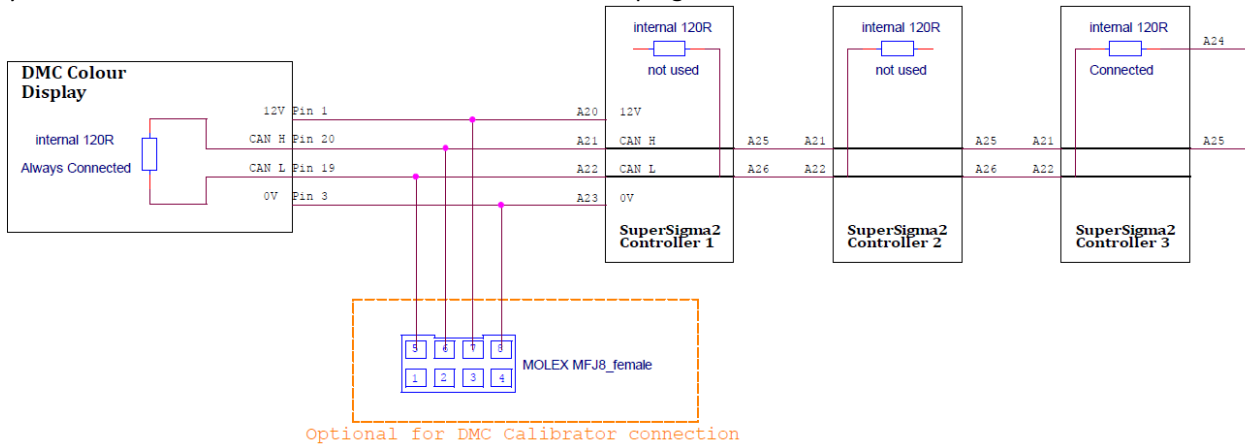 internal 120R
not used
internal 120R
not used
internal 120R
Connected
A24
DMC Colour
Display
internal 120R
Always Connected
12V Pin 1
CAN H Pin 20
CAN L Pin 19
0V Pin 3
A20 12V
A21 CAN H A25
A22 CAN L A26
A23 0V
A21 A25
A22 A26
A21 A25
A22
SuperSigma2
Controller 1
SuperSigma2
Controller 2
SuperSigma2
Controller 3
5 6 7 8
1 2 3 4
MOLEX MFJ8_female
Optional for DMC Calibrator connection